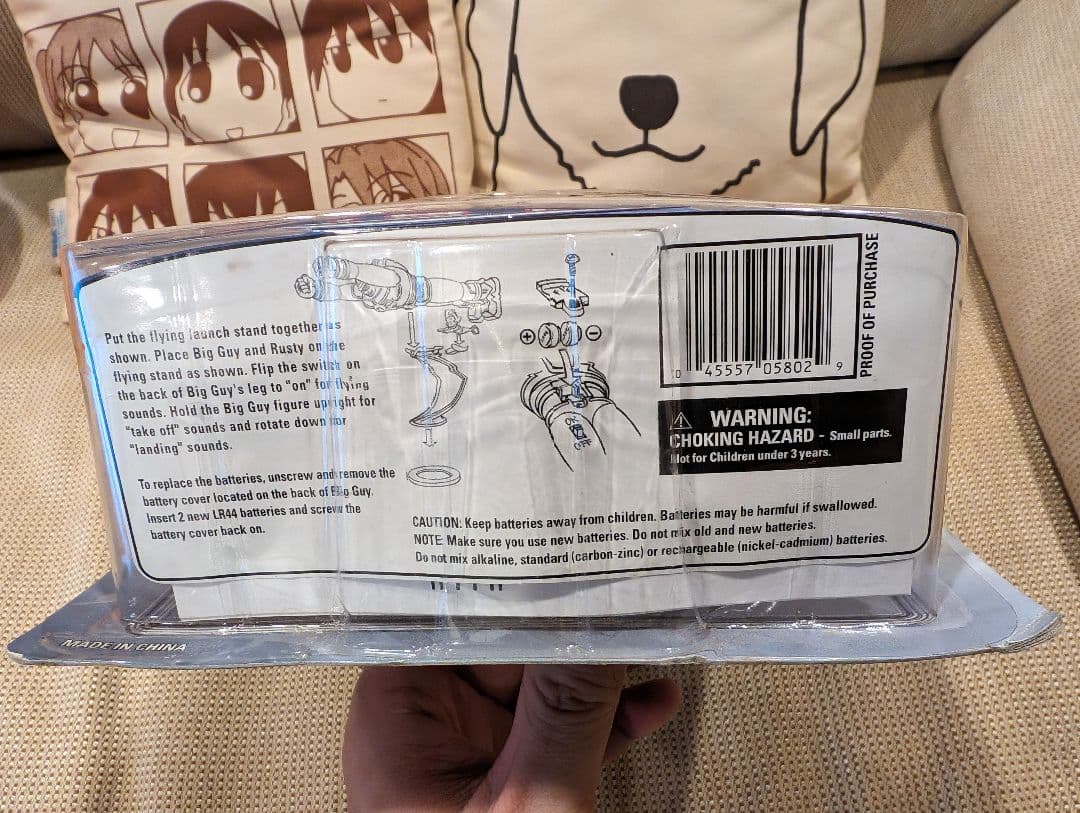 Put the flying launch stand together as
shown. Place Big Guy and Rusty on the
flying stand as shown. Flip the switch on
the back of Big Guy's leg to "on" for flying
sounds. Hold the Big Guy figure upright for
"take off" sounds and rotate down for
"landing" sounds.
To replace the batteries, unscrew and remove the
battery cover located on the back of Big Guy.
Insert 2 new LR44 batteries and screw the
battery cover back on.
+
-
ON
OFF
0 45557 05802 9
PROOF OF PURCHASE
WARNING:
CHOKING HAZARD - Small parts.
Not for Children under 3 years.
CAUTION: Keep batteries away from children. Batteries may be harmful if swallowed.
NOTE: Make sure you use new batteries. Do not mix old and new batteries.
Do not mix alkaline, standard (carbon-zinc) or rechargeable (nickel-cadmium) batteries.
MADE IN CHINA